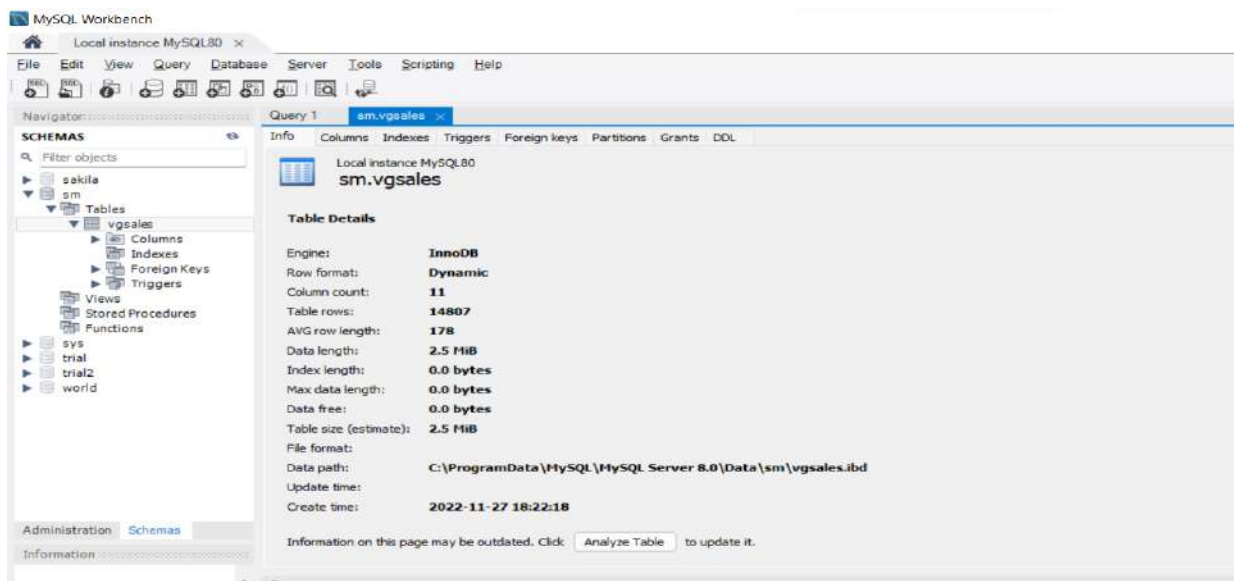 MySQL Workbench
Local instance MySQL80 ×
File Edit View Query Database Server Tools Scripting Help
Navigator
SCHEMAS
Filter objects
sakila
sm
Tables
vgsales
Columns
Indexes
Foreign Keys
Triggers
Views
Stored Procedures
Functions
sys
trial
trial2
world
Administration Schemas
Information
Query 1 sm.vgsales ×
Info Columns Indexes Triggers Foreign keys Partitions Grants DDL
Local instance MySQL80
sm.vgsales
Table Details
Engine: InnoDB
Row format: Dynamic
Column count: 11
Table rows: 14807
AVG row length: 178
Data length: 2.5 MiB
Index length: 0.0 bytes
Max data length: 0.0 bytes
Data free: 0.0 bytes
Table size (estimate): 2.5 MiB
File format:
Data path: C:\ProgramData\MySQL\MySQL Server 8.0\Data\sm\vgsales.ibd
Update time:
Create time: 2022-11-27 18:22:18
Information on this page may be outdated. Click Analyze Table to update it.